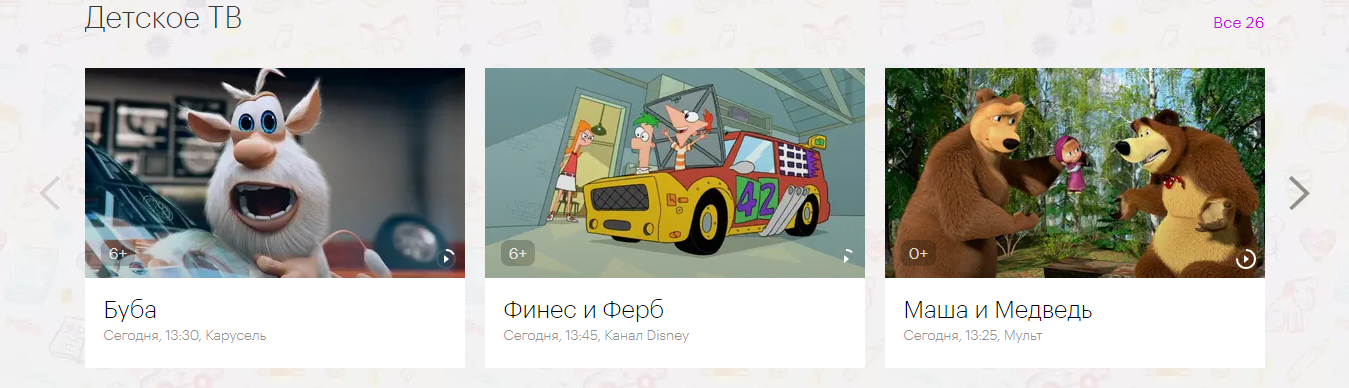 Детское ТВ
Все 26
6+
42
6+
0+
Буба
Сегодня, 13:30, Карусель
Финес и Ферб
Сегодня, 13:45, Канал Disney
Маша и Медведь
Сегодня, 13:25, Мульт